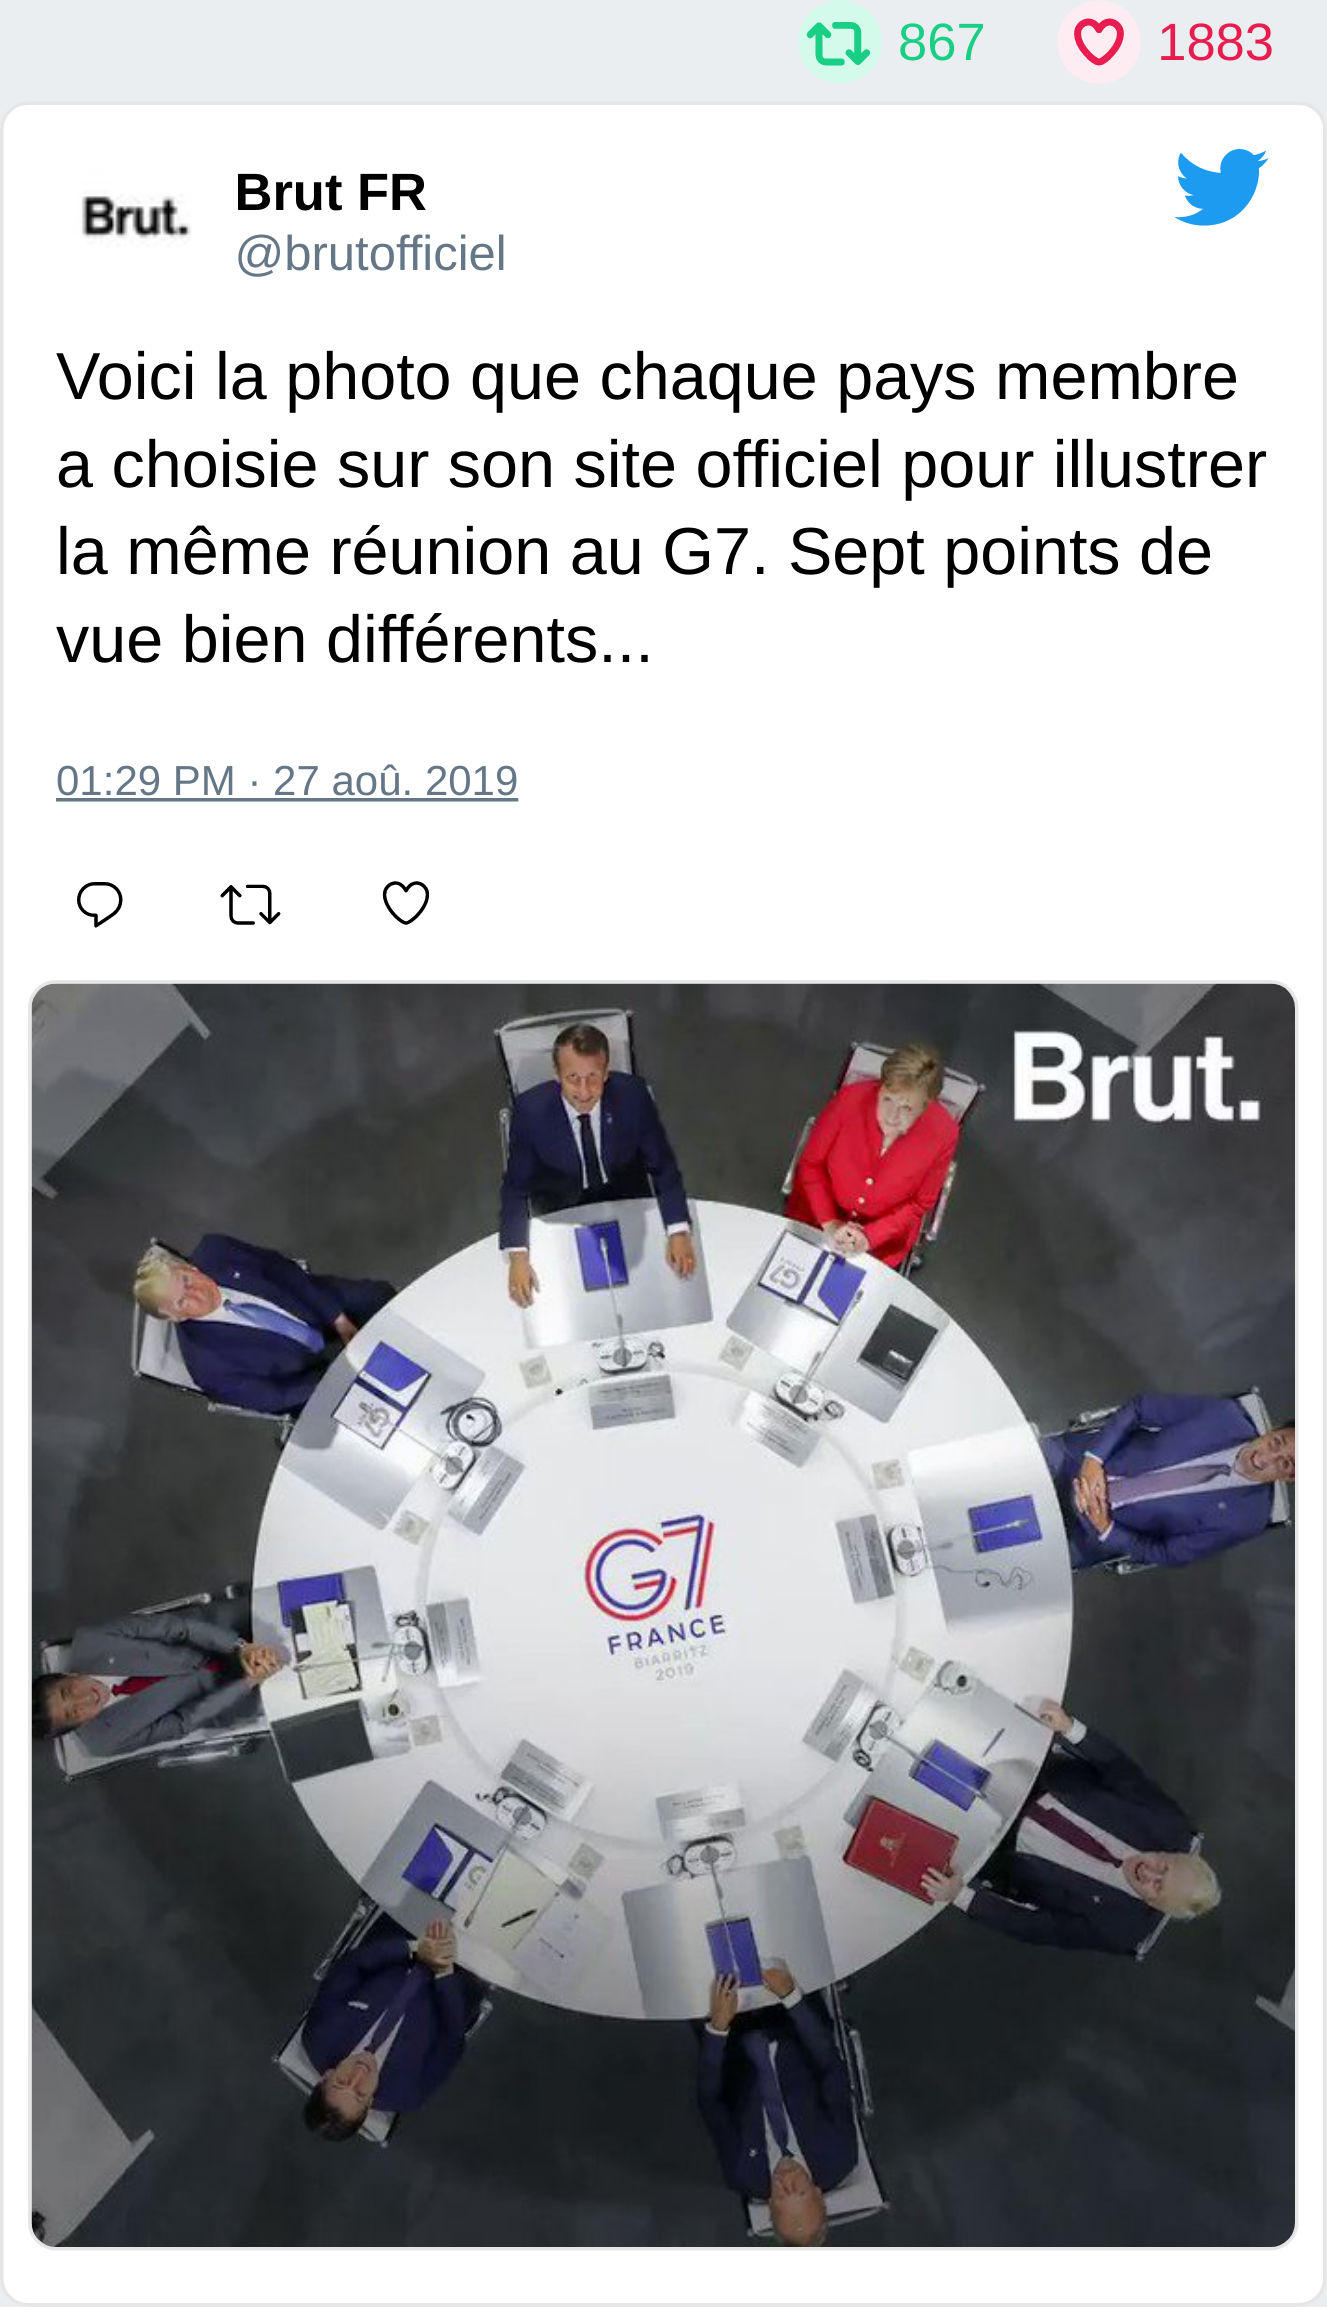 867 1883
Brut.
Brut FR
@brutofficiel
Voici la photo que chaque pays membre
a choisie sur son site officiel pour illustrer
la même réunion au G7. Sept points de
vue bien différents...
01:29 PM · 27 aoû. 2019
Brut.
G7
G7
G7
FRANCE
BIARRITZ
2019